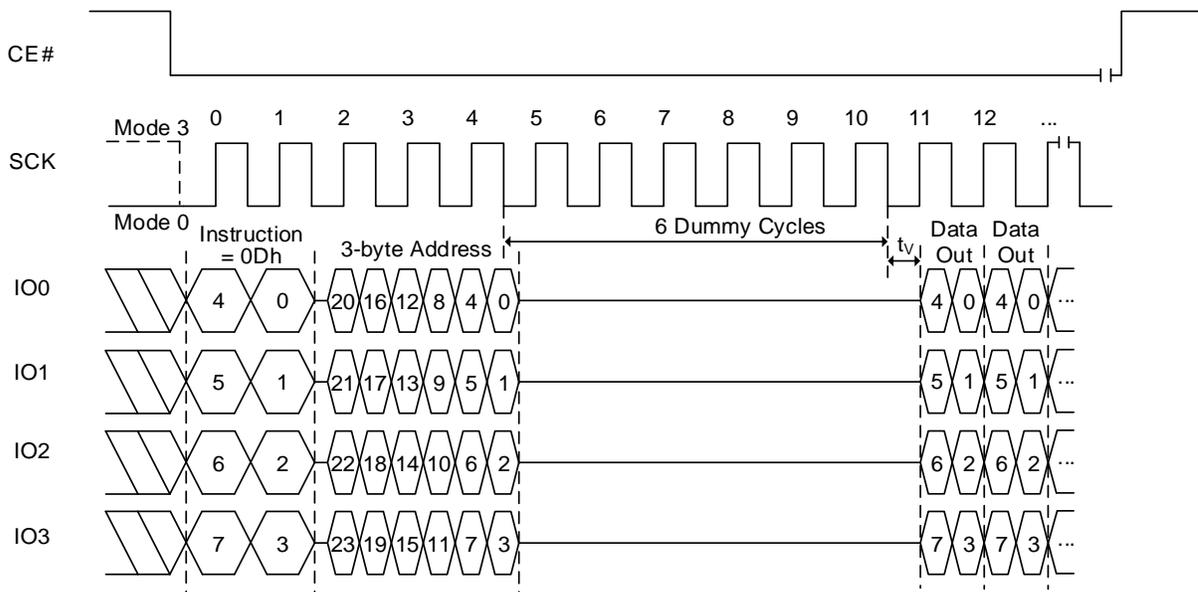 CE#
0 1 2 3 4 5 6 7 8 9 10 11 12 ...
Mode 3
SCK
Mode 0
Instruction
= 0Dh
3-byte Address
6 Dummy Cycles
tV
Data
Out
Data
Out
IO0 4 0 20 16 12 8 4 0 4 0 4 0 ...
IO1 5 1 21 17 13 9 5 1 5 1 5 1 ...
IO2 6 2 22 18 14 10 6 2 6 2 6 2 ...
IO3 7 3 23 19 15 11 7 3 7 3 7 3 ...